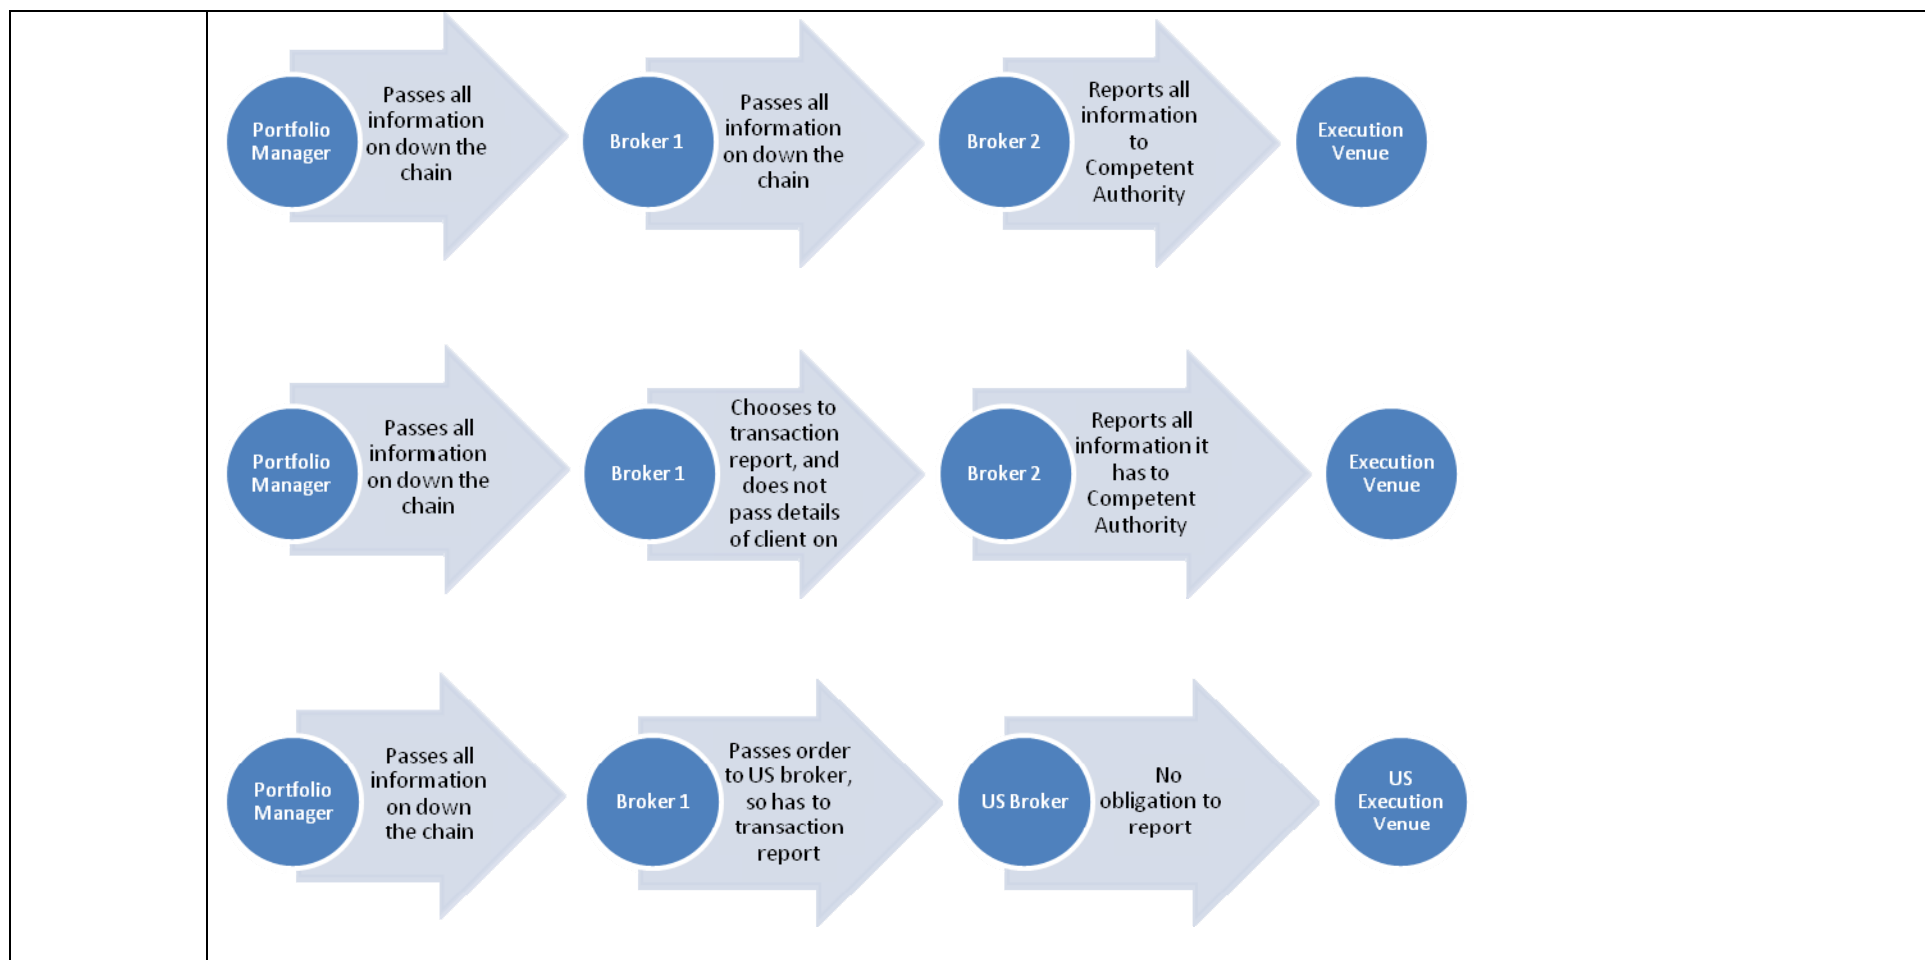 Portfolio
Manager
Passes all
information
on down the
chain
Broker 1
Passes all
information
on down the
chain
Broker 2
Reports all
information
to
Competent
Authority
Execution
Venue
Portfolio
Manager
Passes all
information
on down the
chain
Broker 1
Chooses to
transaction
report, and
does not
pass details
of client on
Broker 2
Reports all
information it
has to
Competent
Authority
Execution
Venue
Portfolio
Manager
Passes all
information
on down
the chain
Broker 1
Passes order
to US broker,
so has to
transaction
report
US Broker
No
obligation to
report
US
Execution
Venue